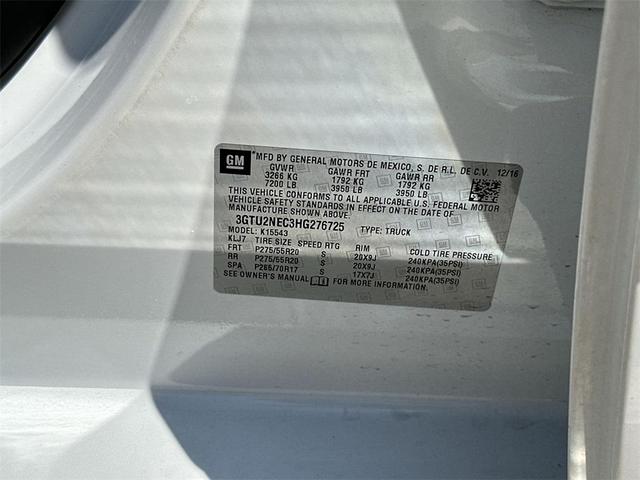 GM *MFD BY GENERAL MOTORS DE MEXICO, S. DE R.L. DE C.V. 12/16
GVWR GAWR FRT GAWR RR
3266 KG 1792 KG 1792 KG
7200 LB 3950 LB 3950 LB
THIS VEHICLE CONFORMS TO ALL APPLICABLE U.S. FEDERAL MOTOR
VEHICLE SAFETY STANDARDS IN EFFECT ON THE DATE OF
MANUFACTURE SHOWN ABOVE.
3GTU2NEC3HG276725 TYPE: TRUCK
MODEL: K15543
KLJ7 TIRE SIZE SPEED RTG RIM COLD TIRE PRESSURE
FRT P275/55R20 S 20X9J 240KPA(35PSI)
RR P275/55R20 S 20X9J 240KPA(35PSI)
SPA P265/70R17 S 17X7J 240KPA(35PSI)
SEE OWNER'S MANUAL FOR MORE INFORMATION.